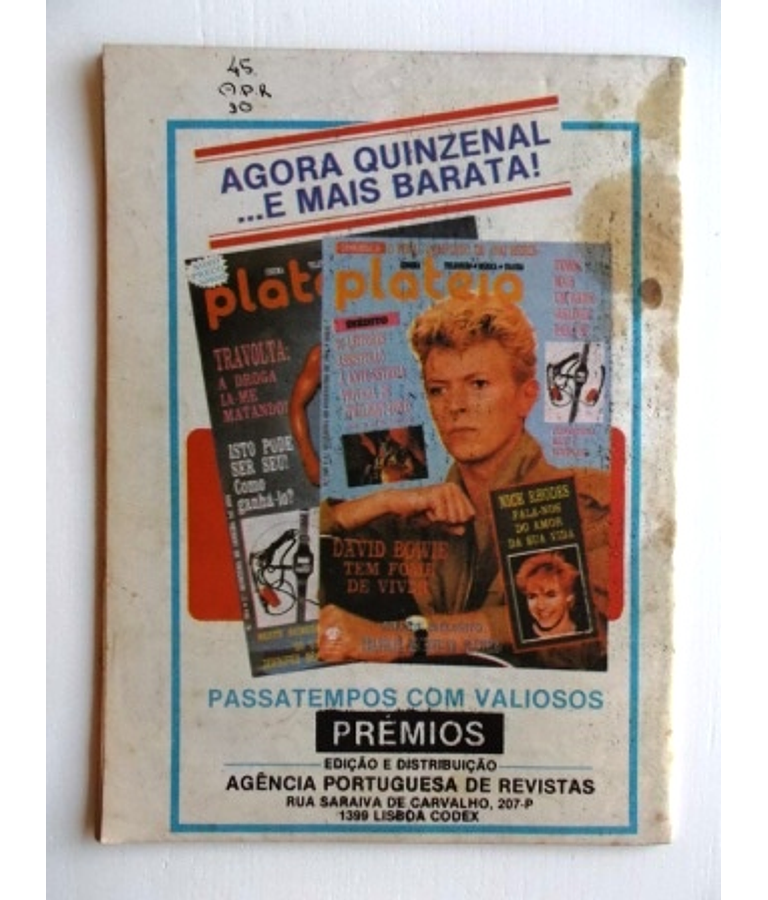 45
A.P.R
30
AGORA QUINZENAL
...E MAIS BARATA!
plateia
TRAVOLTA:
A DROGA
IA-ME
MATANDO!
ISTO PODE
SER SEU!
Como
ganhá-lo?
INÉDITO
DAVID BOWIE
TEM FOME
DE VIVER
NICK RHODES
FALA-NOS
DO AMOR
DA SUA VIDA
PASSATEMPOS COM VALIOSOS
PRÉMIOS
EDIÇÃO E DISTRIBUIÇÃO
AGÊNCIA PORTUGUESA DE REVISTAS
RUA SARAIVA DE CARVALHO, 207-P
1399 LISBOA CODEX